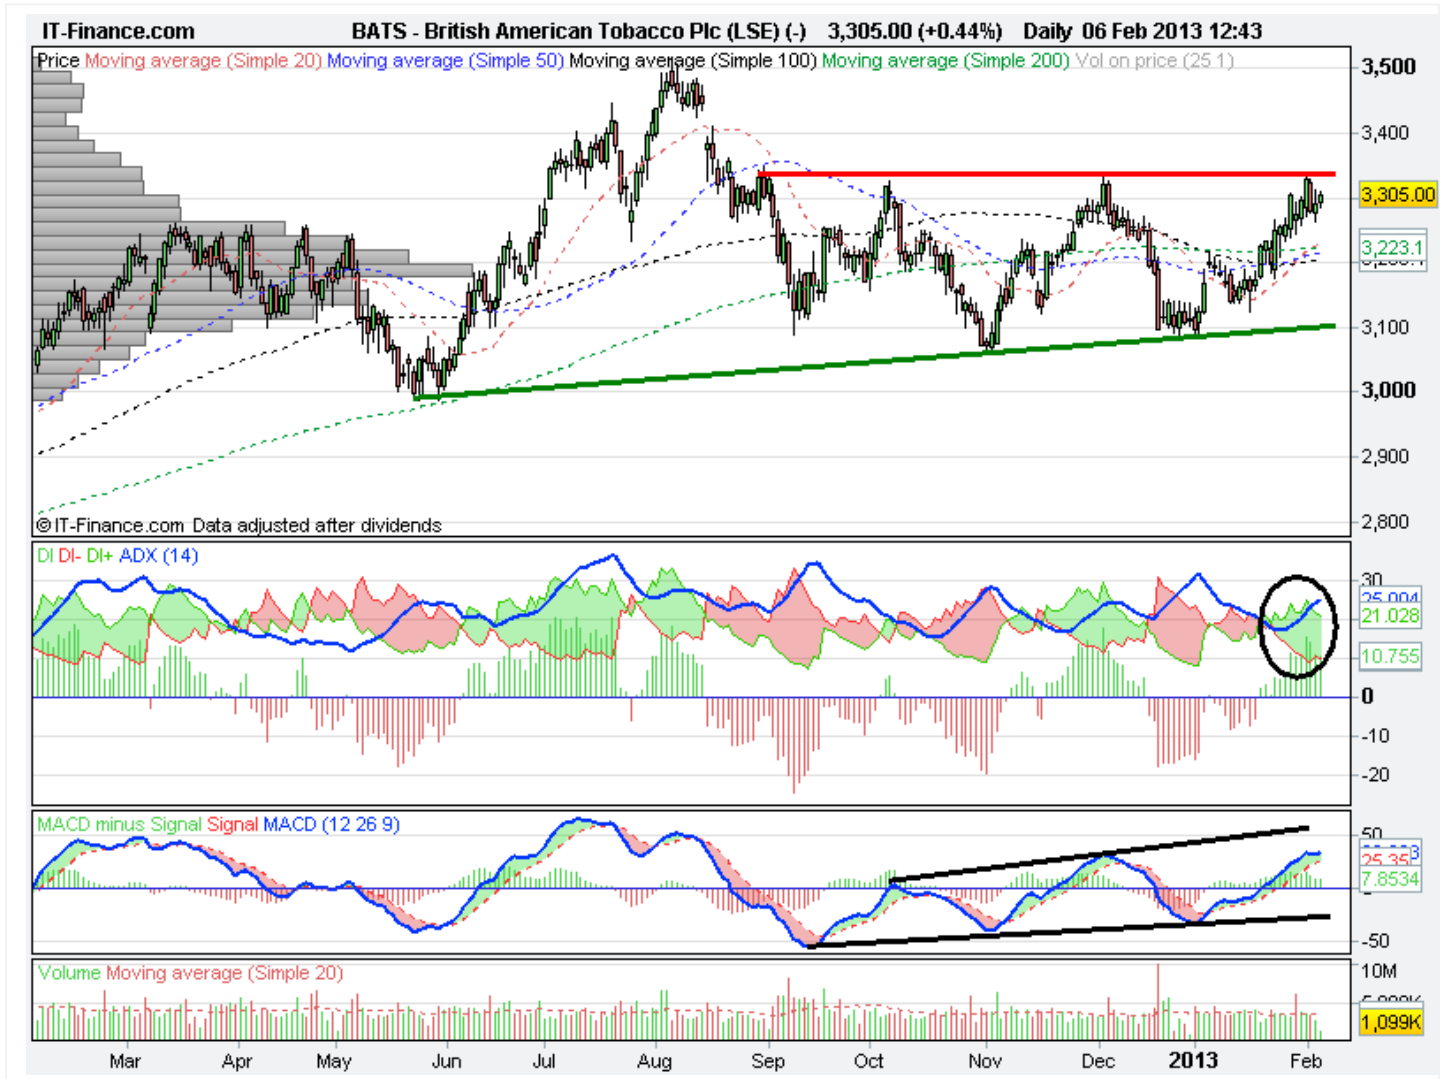 IT-Finance.com BATS - British American Tobacco Plc (LSE) (-) 3,305.00 (+0.44%) Daily 06 Feb 2013 12:43
Price Moving average (Simple 20) Moving average (Simple 50) Moving average (Simple 100) Moving average (Simple 200) Vol on price (25 1)
3,500
3,400
3,305.00
3,223.1
3,100
3,000
2,900
2,800
© IT-Finance.com Data adjusted after dividends
DI DI- DI+ ADX (14)
30
25.004
21.028
10.755
0
-10
-20
MACD minus Signal Signal MACD (12 26 9)
50
25.35
7.8534
-50
Volume Moving average (Simple 20)
10M
1,099K
Mar Apr May Jun Jul Aug Sep Oct Nov Dec 2013 Feb